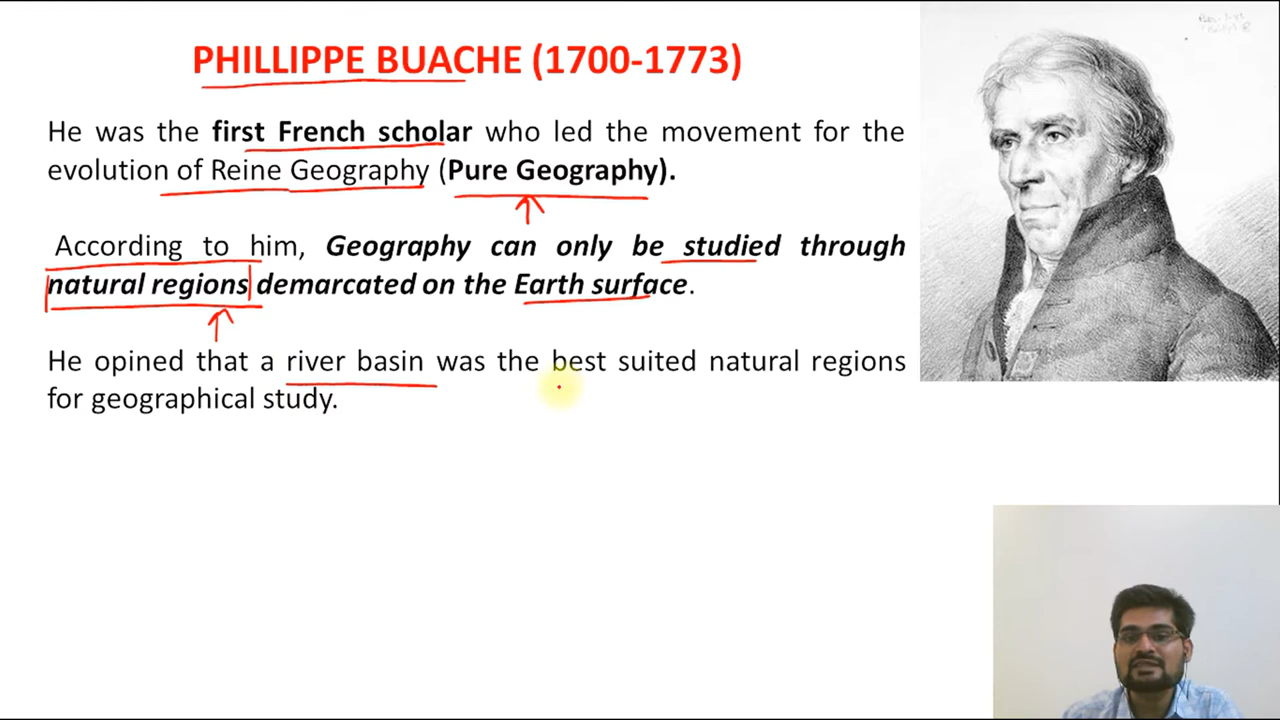 PHILLIPPE BUACHE (1700-1773)
He was the first French scholar who led the movement for the
evolution of Reine Geography (Pure Geography).
According to him, Geography can only be studied through
natural regions demarcated on the Earth surface.
He opined that a river basin was the best suited natural regions
for geographical study.